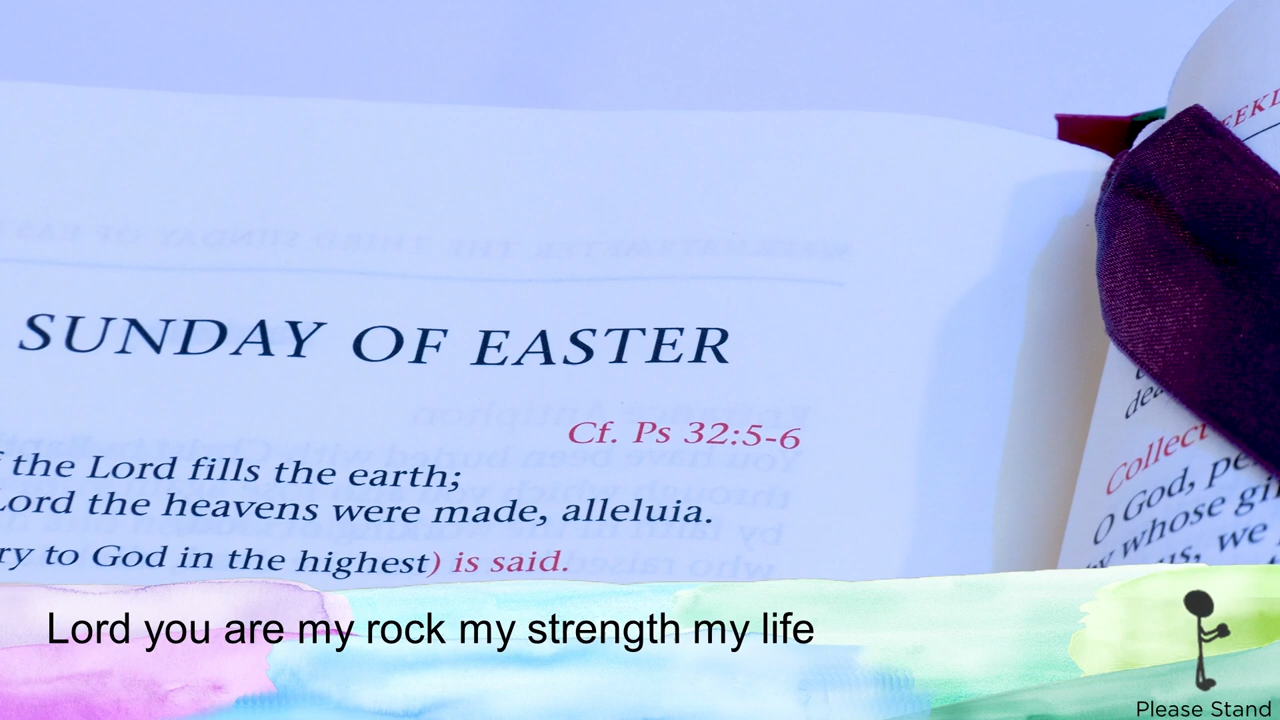 SUNDAY OF EASTER
Cf. Ps 32:5-6
the Lord fills the earth;
Lord the heavens were made, alleluia.
to God in the highest) is said.
Collect
O God,
whose
we
Lord you are my rock my strength my life
Please Stand